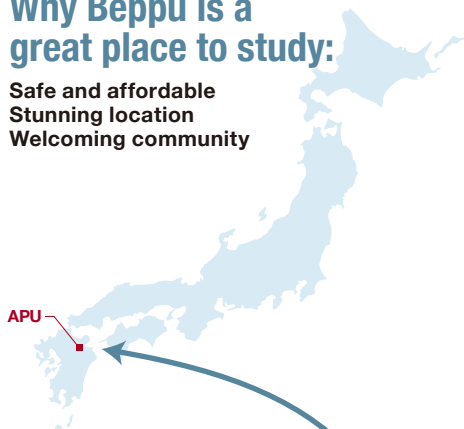 Why Beppu is a
great place to study:
Safe and affordable
Stunning location
Welcoming community
APU